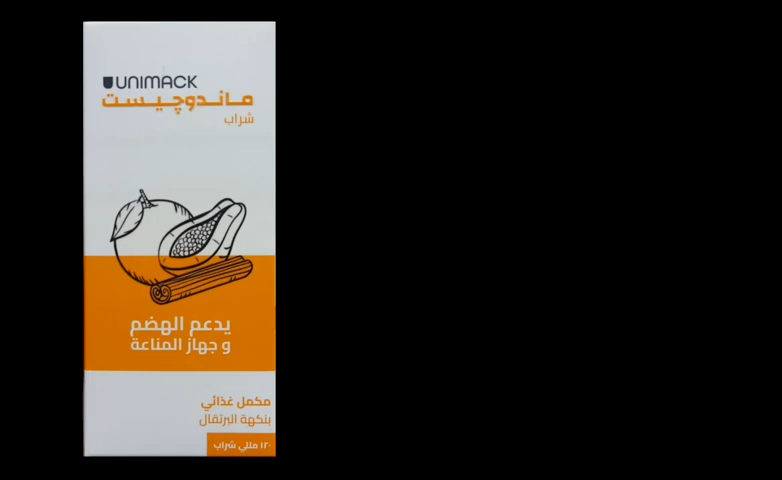 UNIMACK
ماندوچيست
شراب
يدعم الهضم
و جهاز المناعة
مكمل غذائي
بنكهة البرتقال
١٢٠ مللي شراب